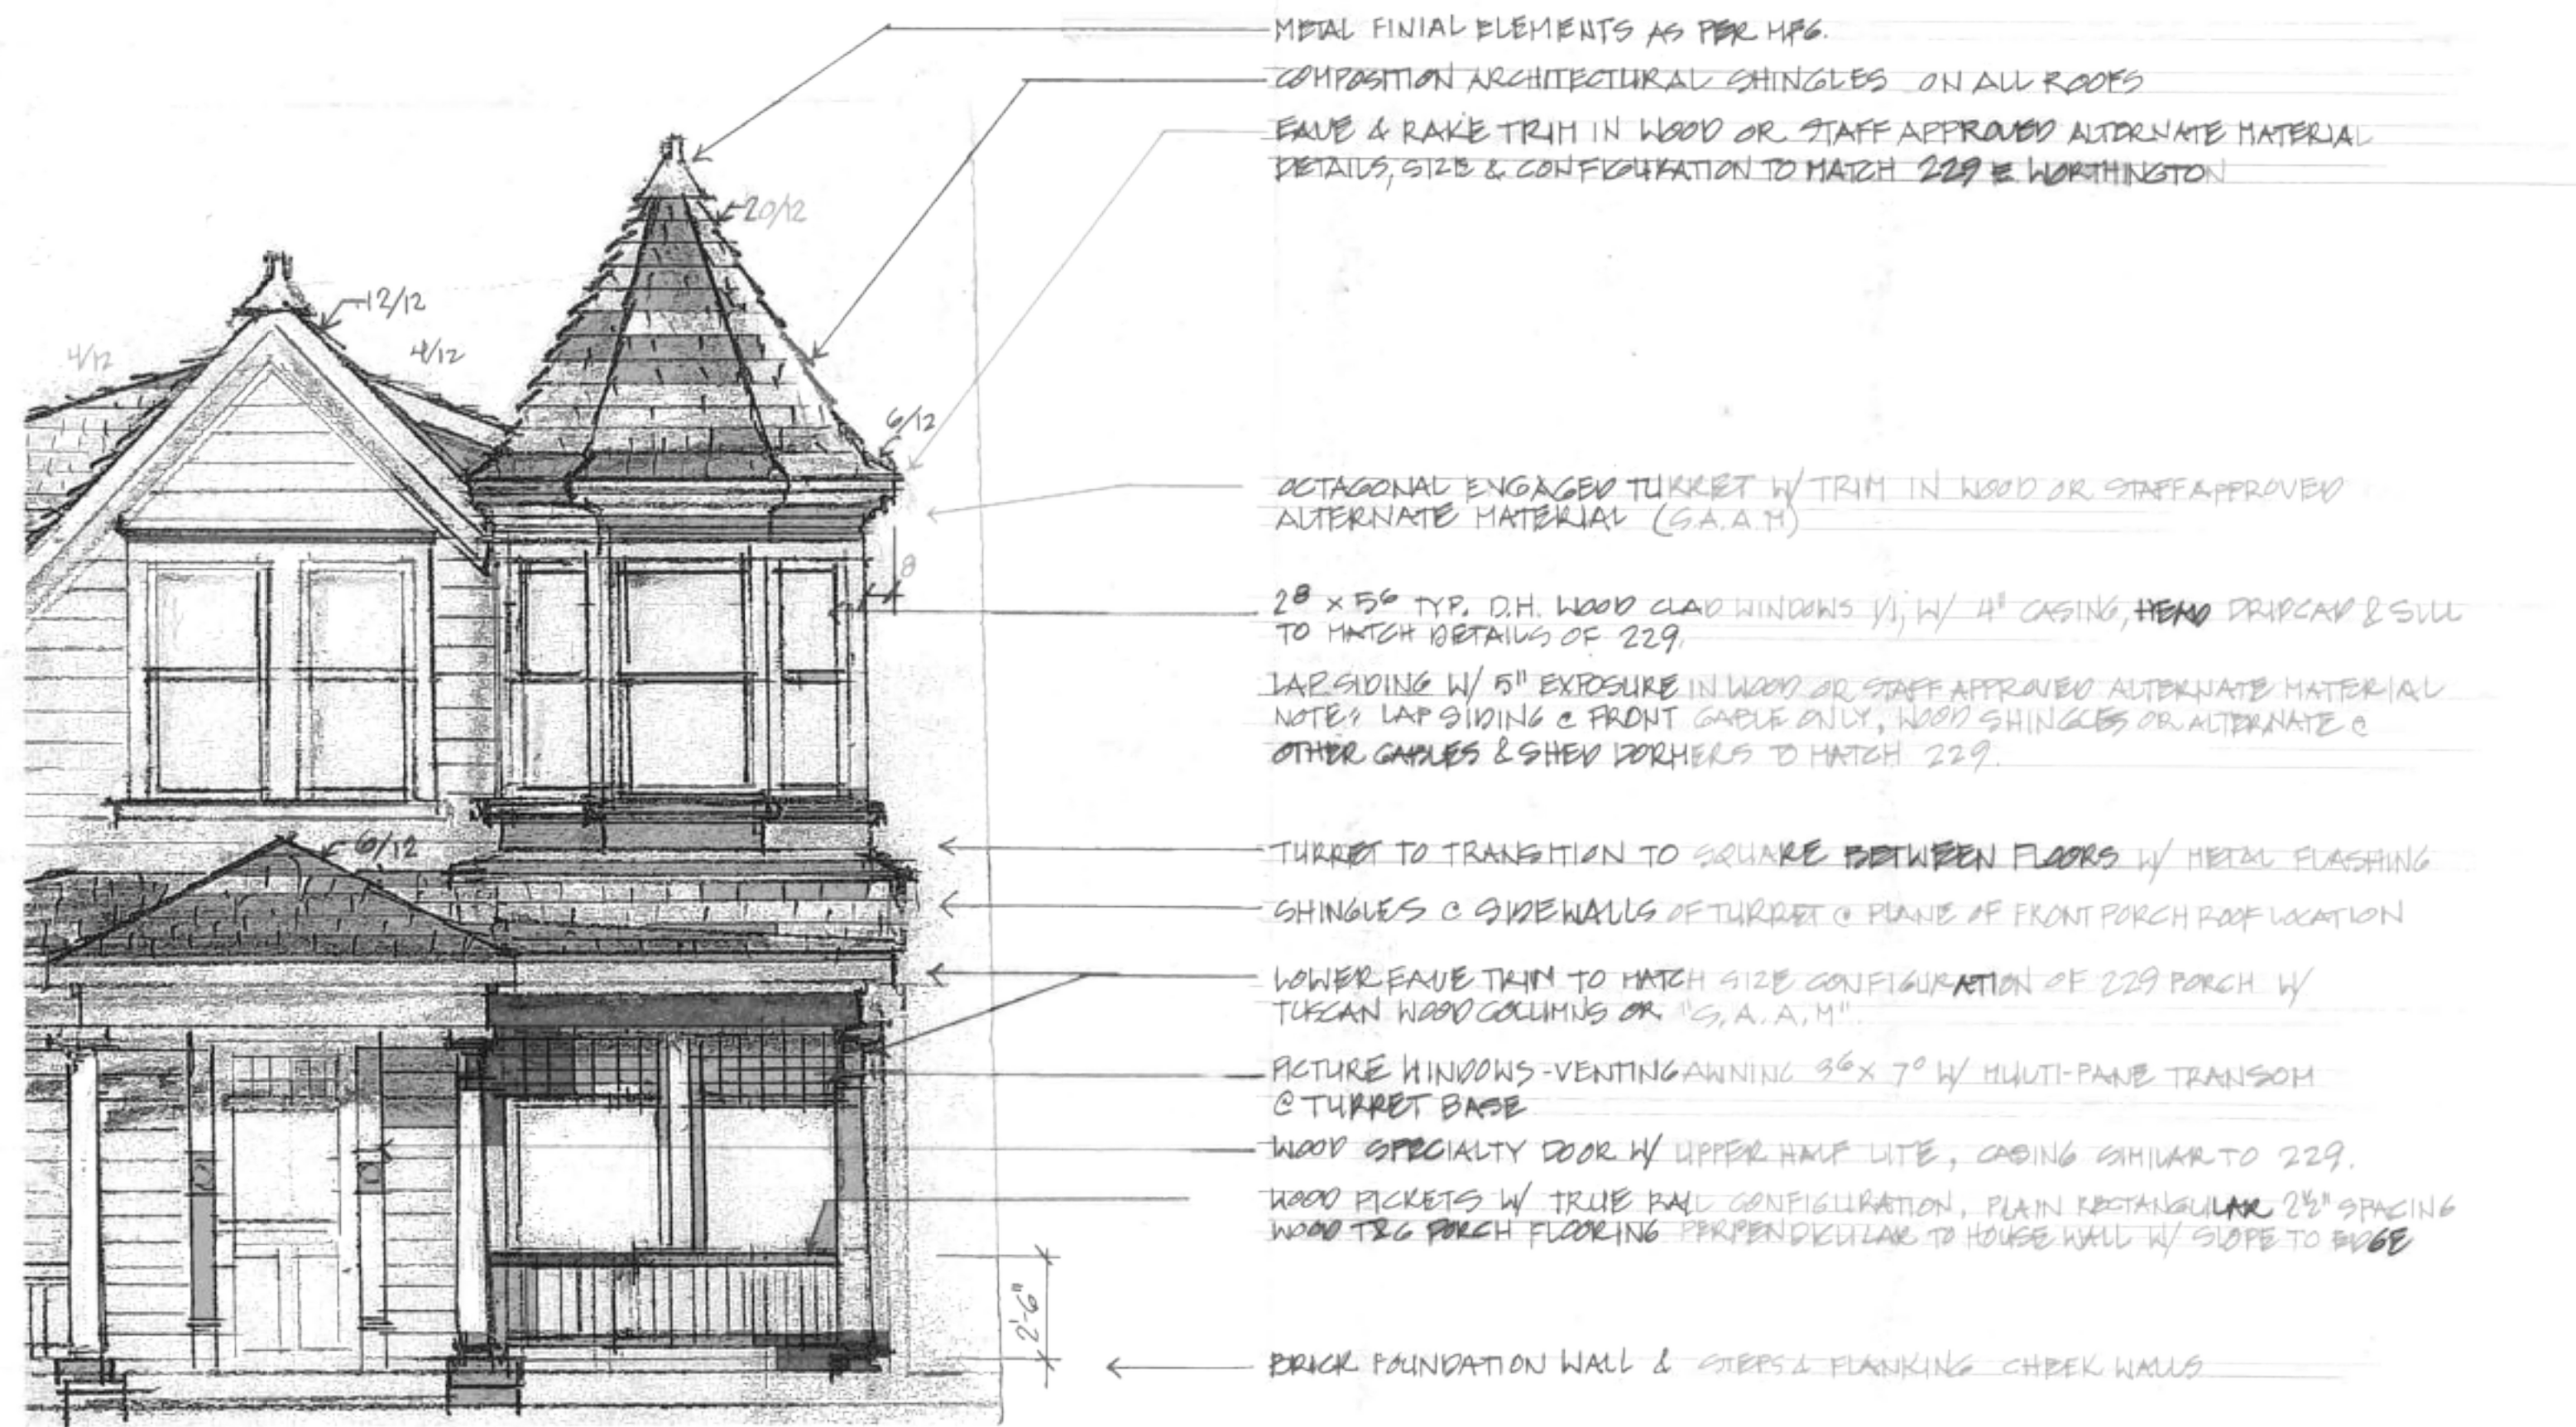 METAL FINIAL ELEMENTS AS PER MFG.
COMPOSITION ARCHITECTURAL SHINGLES ON ALL ROOFS
EAVE & RAKE TRIM IN WOOD OR STAFF APPROVED ALTERNATE MATERIAL
DETAILS, SIZE & CONFIGURATION TO MATCH 229 E WORTHINGTON
20/12
12/12
4/12
4/12
6/12
OCTAGONAL ENGAGED TURRET W/ TRIM IN WOOD OR STAFF APPROVED
ALTERNATE MATERIAL (S.A.A.M)
8
2⁸ x 5⁶ TYP. D.H. WOOD CLAD WINDOWS 1/1, W/ 4" CASING, HEAD DRIPCAP & SILL
TO MATCH DETAILS OF 229.
LAP SIDING W/ 5" EXPOSURE IN WOOD OR STAFF APPROVED ALTERNATE MATERIAL
NOTE: LAP SIDING @ FRONT GABLE ONLY, WOOD SHINGLES OR ALTERNATE @
OTHER GABLES & SHED DORMERS TO MATCH 229.
6/12
TURRET TO TRANSITION TO SQUARE BETWEEN FLOORS W/ METAL FLASHING
SHINGLES @ SIDEWALLS OF TURRET @ PLANE OF FRONT PORCH ROOF LOCATION
LOWER EAVE TRIM TO MATCH SIZE CONFIGURATION OF 229 PORCH W/
TUSCAN WOOD COLUMNS OR "S.A.A.M"
PICTURE WINDOWS-VENTING AWNING 3⁶ x 7⁰ W/ MULTI-PANE TRANSOM
@ TURRET BASE
WOOD SPECIALTY DOOR W/ UPPER HALF LITE, CASING SIMILAR TO 229.
WOOD PICKETS W/ TRUE RAIL CONFIGURATION, PLAIN RECTANGULAR 2½" SPACING
WOOD T&G PORCH FLOORING PERPENDICULAR TO HOUSE WALL W/ SLOPE TO EDGE
2'-6"
BRICK FOUNDATION WALL & STEPS & FLANKING CHEEK WALLS